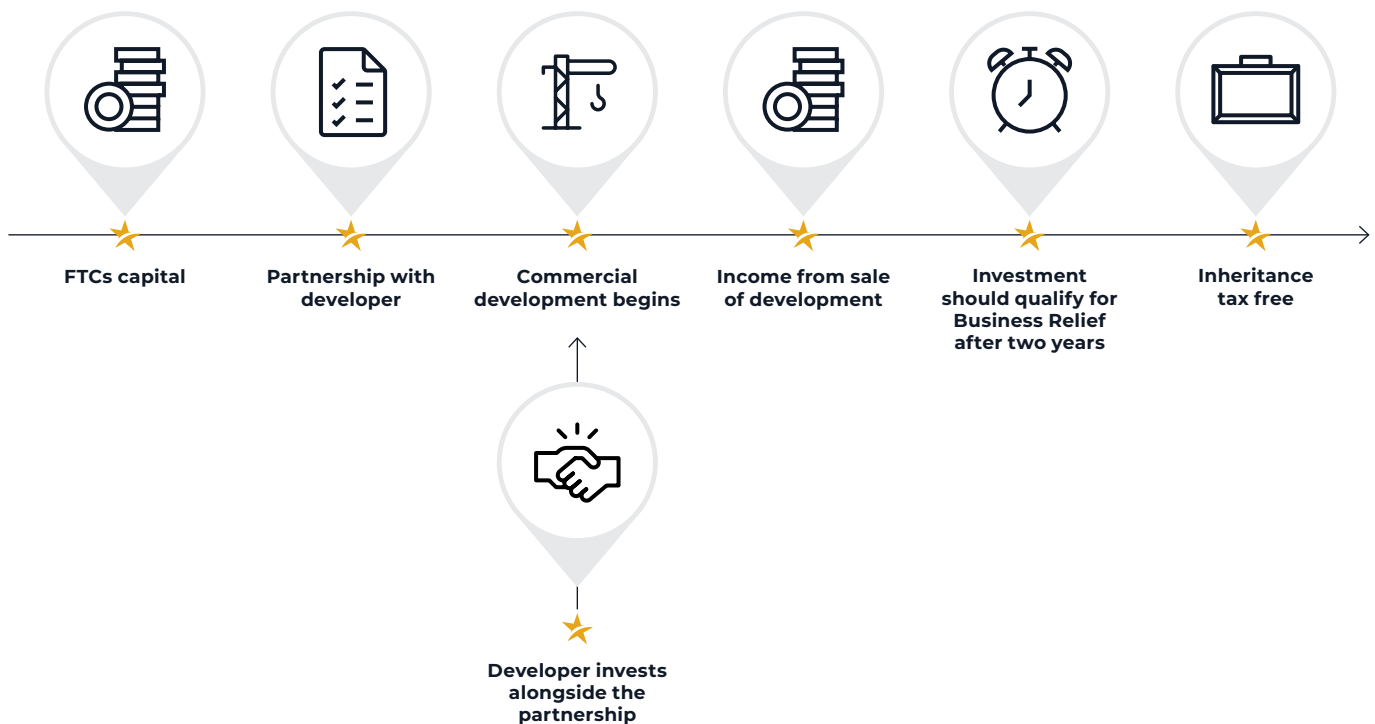 FTCs capital
Partnership with
developer
Commercial
development begins
Income from sale
of development
Investment
should qualify for
Business Relief
after two years
Inheritance
tax free
Developer invests
alongside the
partnership